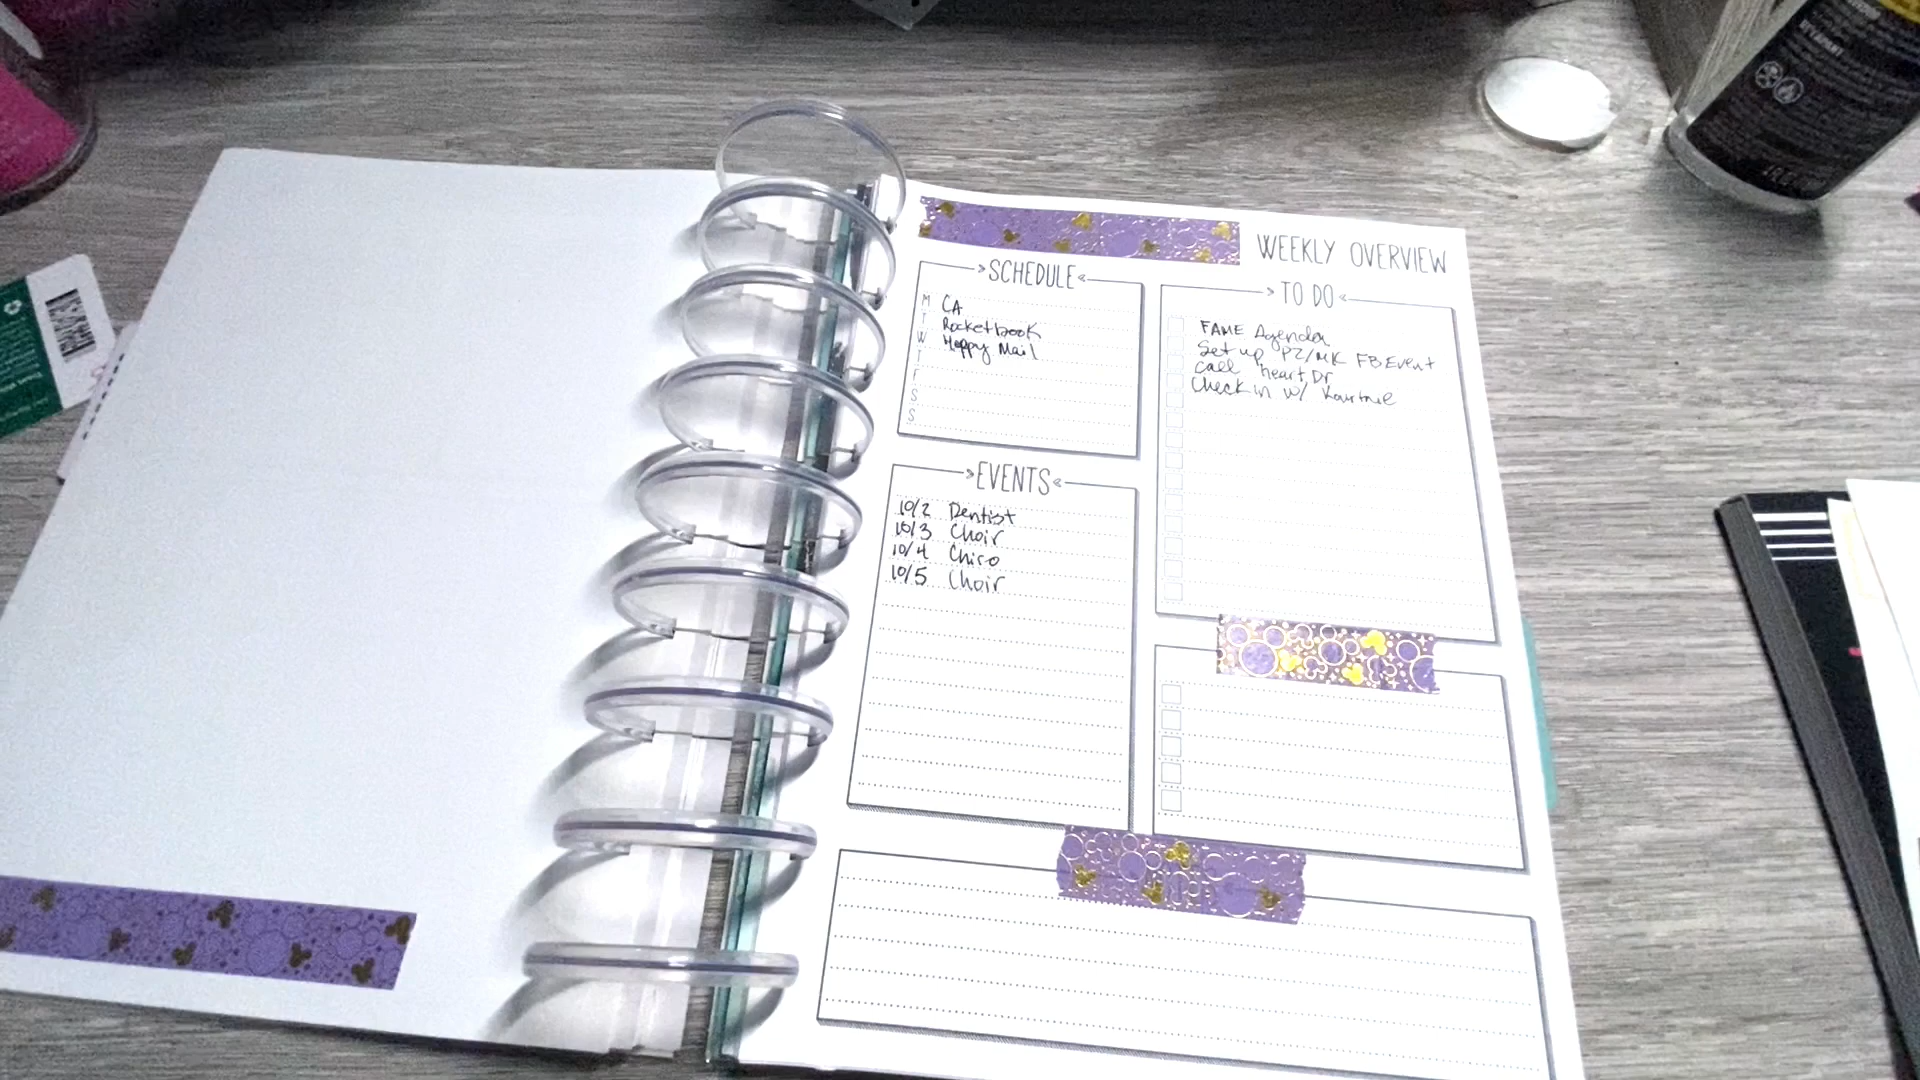 WEEKLY OVERVIEW
SCHEDULE
M CA
T Rocketbook
W Happy Mail
T
F
S
S
TO DO
FAME Agenda
Set up PZ/MK FB Event
Call heart Dr
Check in w/
EVENTS
10/2 Dentist
10/3 Choir
10/4 Chiro
10/5 Choir